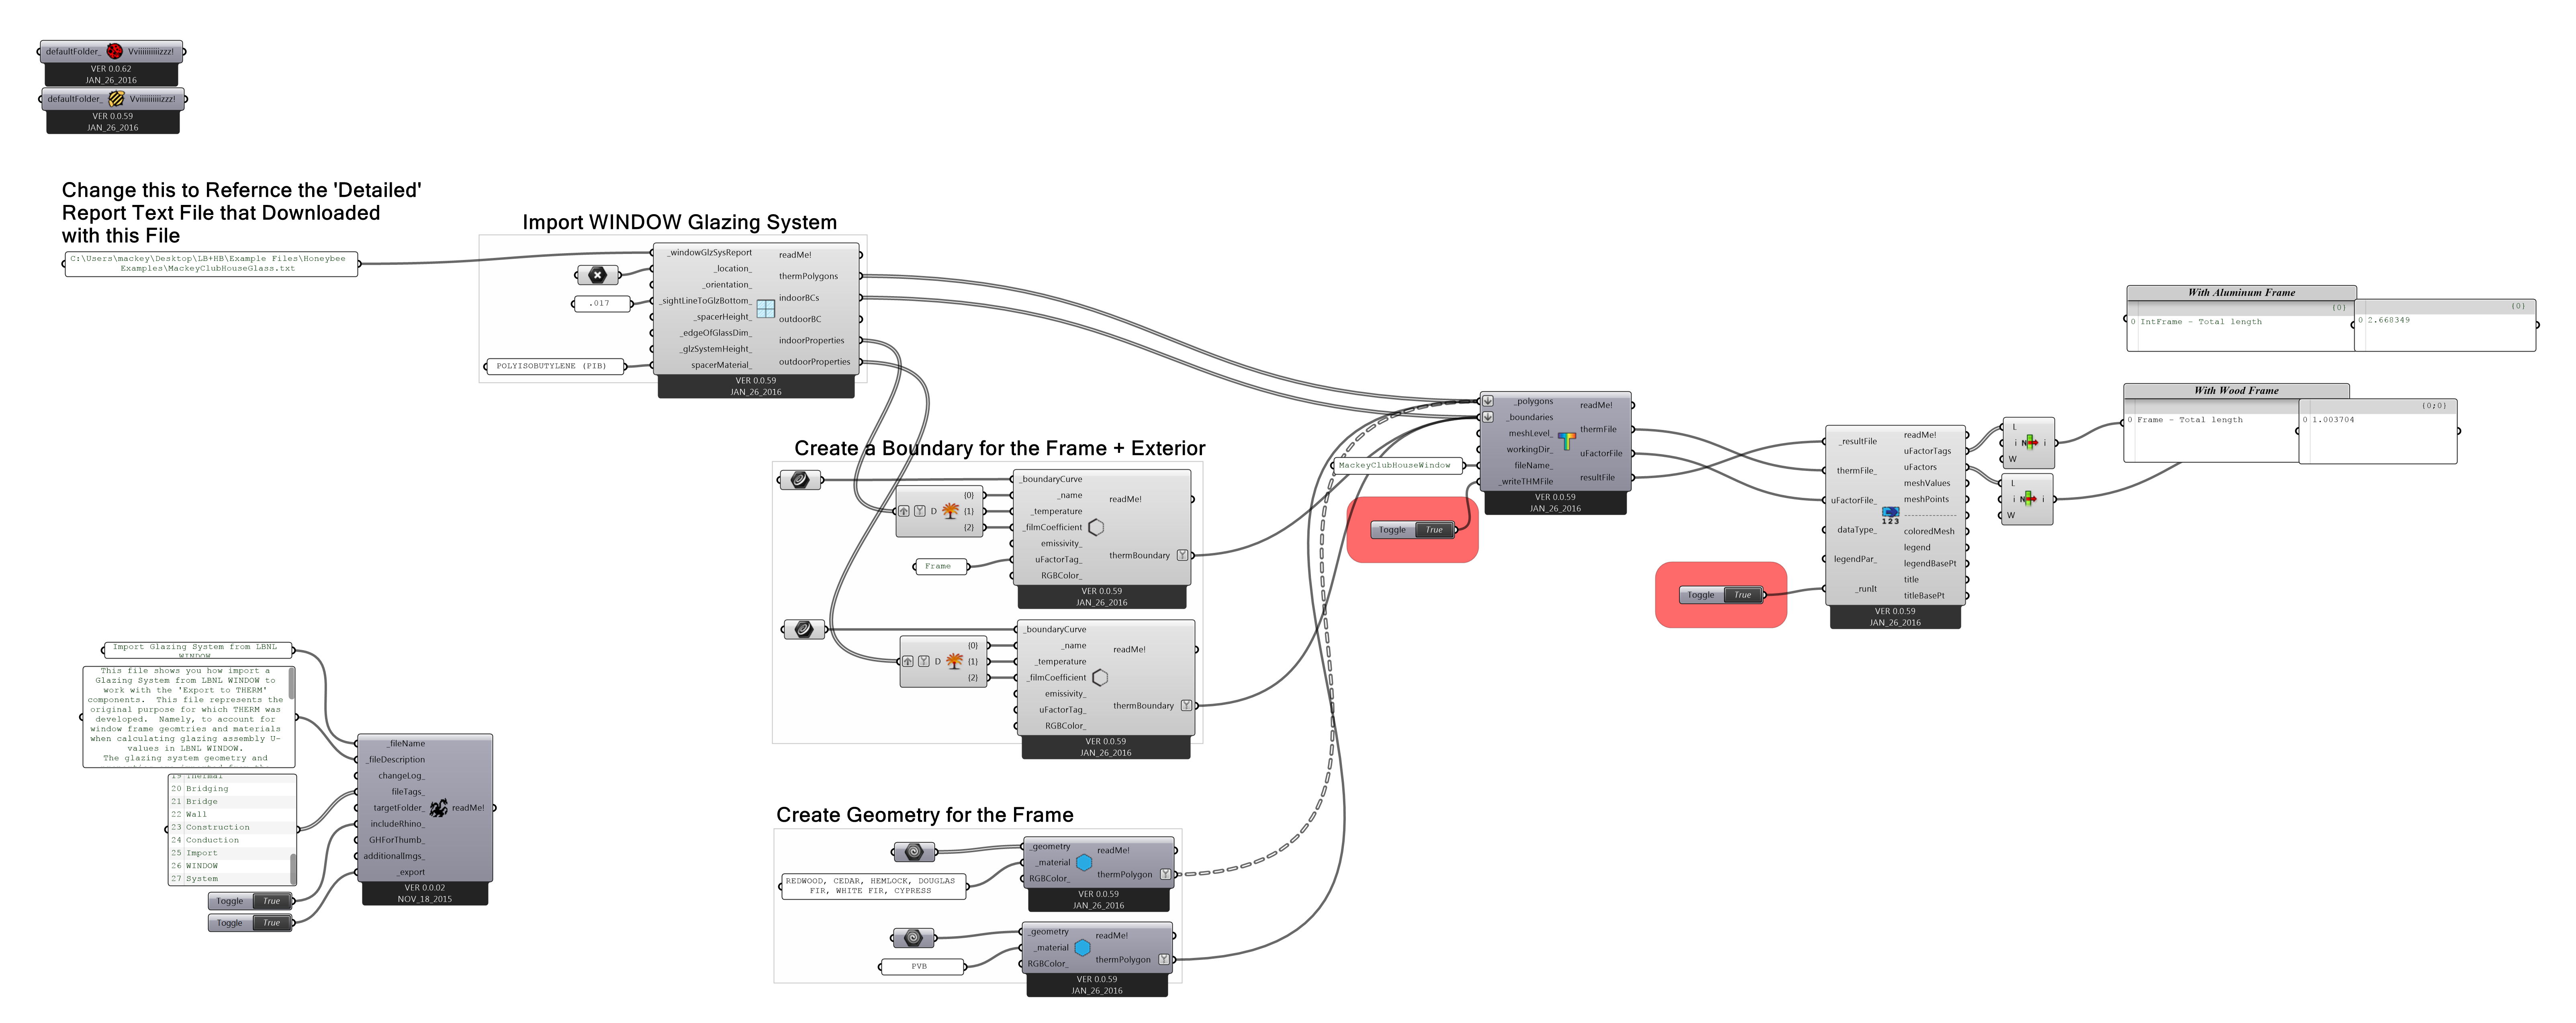 defaultFolder_ Vviiiiiiiiiizzz!
VER 0.0.62
JAN_26_2016
defaultFolder_ Vviiiiiiiiiizzz!
VER 0.0.59
JAN_26_2016
Change this to Refernce the 'Detailed'
Report Text File that Downloaded
with this File
C:\Users\mackey\Desktop\LB+HB\Example Files\Honeybee
Examples\MackeyClubHouseGlass.txt
Import WINDOW Glazing System
.017
POLYISOBUTYLENE (PIB)
_windowGlzSysReport
_location_
_orientation_
_sightLineToGlzBottom_
_spacerHeight_
_edgeOfGlassDim_
_glzSystemHeight_
spacerMaterial_
readMe!
thermPolygons
indoorBCs
outdoorBC
indoorProperties
outdoorProperties
VER 0.0.59
JAN_26_2016
Create a Boundary for the Frame + Exterior
D
{0}
{1}
{2}
Frame
_boundaryCurve
_name
_temperature
_filmCoefficient
emissivity_
uFactorTag_
RGBColor_
readMe!
thermBoundary
VER 0.0.59
JAN_26_2016
D
{0}
{1}
{2}
_boundaryCurve
_name
_temperature
_filmCoefficient
emissivity_
uFactorTag_
RGBColor_
readMe!
thermBoundary
VER 0.0.59
JAN_26_2016
Create Geometry for the Frame
REDWOOD, CEDAR, HEMLOCK, DOUGLAS
FIR, WHITE FIR, CYPRESS
_geometry
_material
RGBColor_
readMe!
thermPolygon
VER 0.0.59
JAN_26_2016
PVB
_geometry
_material
RGBColor_
readMe!
thermPolygon
VER 0.0.59
JAN_26_2016
MackeyClubHouseWindow
Toggle True
_polygons
_boundaries
meshLevel_
workingDir_
fileName_
_writeTHMFile
readMe!
thermFile
uFactorFile
resultFile
VER 0.0.59
JAN_26_2016
Toggle True
_resultFile
thermFile_
uFactorFile_
dataType_
legendPar_
_runIt
readMe!
uFactorTags
uFactors
meshValues
meshPoints
--------------------
coloredMesh
legend
legendBasePt
title
titleBasePt
123
VER 0.0.59
JAN_26_2016
L
i N i
W
L
i N i
W
With Aluminum Frame
{0}
0 IntFrame - Total length
{0}
0 2.668349
With Wood Frame
0 Frame - Total length
{0;0}
0 1.003704
Import Glazing System from LBNL
WINDOW
This file shows you how import a
Glazing System from LBNL WINDOW to
work with the 'Export to THERM'
components. This file represents the
original purpose for which THERM was
developed. Namely, to account for
window frame geomtries and materials
when calculating glazing assembly U-
values in LBNL WINDOW.
The glazing system geometry and
19 Thermal
20 Bridging
21 Bridge
22 Wall
23 Construction
24 Conduction
25 Import
26 WINDOW
27 System
Toggle True
Toggle True
_fileName
_fileDescription
changeLog_
fileTags_
targetFolder_
includeRhino_
GHForThumb_
additionalImgs_
_export
readMe!
VER 0.0.02
NOV_18_2015